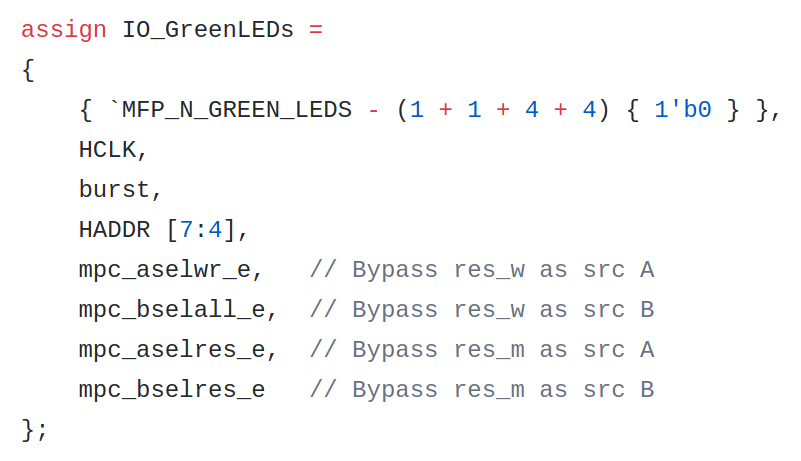 assign IO_GreenLEDs =
{
    { `MFP_N_GREEN_LEDS - (1 + 1 + 4 + 4) { 1'b0 } },
    HCLK,
    burst,
    HADDR [7:4],
    mpc_aselwr_e,   // Bypass res_w as src A
    mpc_bselall_e,  // Bypass res_w as src B
    mpc_aselres_e,  // Bypass res_m as src A
    mpc_bselres_e   // Bypass res_m as src B
};